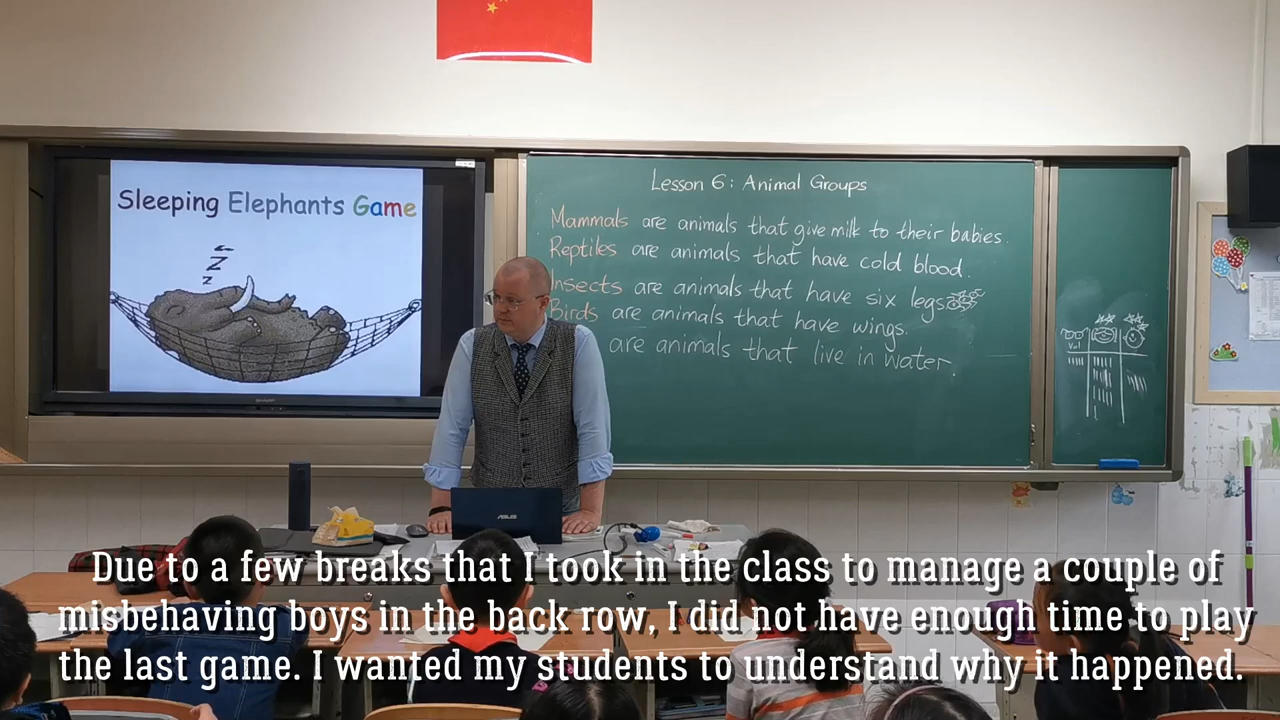 Sleeping Elephants Game
Z
z
z
Lesson 6: Animal Groups
Mammals are animals that give milk to their babies.
Reptiles are animals that have cold blood.
Insects are animals that have six legs
Birds are animals that have wings.
are animals that live in water.
ASUS
Due to a few breaks that I took in the class to manage a couple of
misbehaving boys in the back row, I did not have enough time to play
the last game. I wanted my students to understand why it happened.